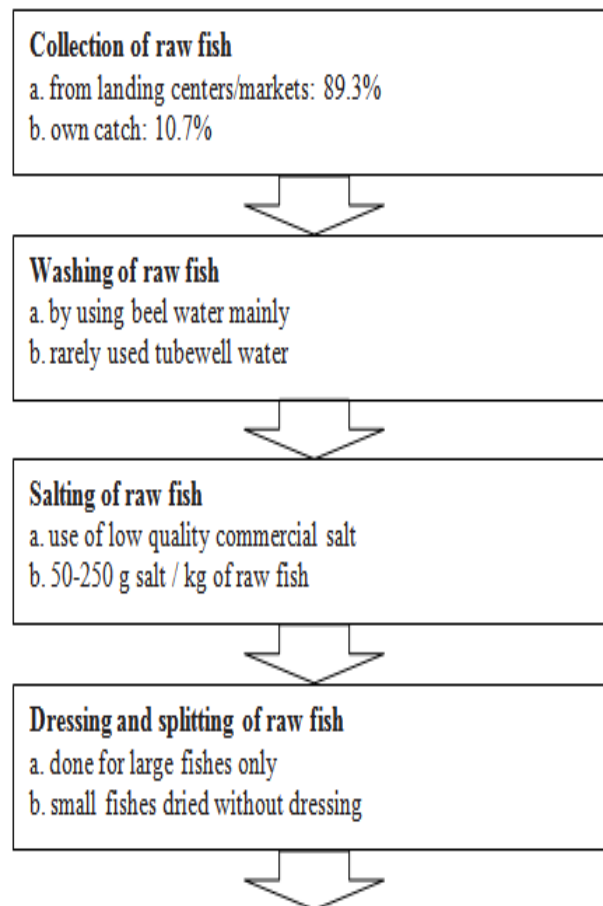 Collection of raw fish
a. from landing centers/markets: 89.3%
b. own catch: 10.7%
Washing of raw fish
a. by using beel water mainly
b. rarely used tubewell water
Salting of raw fish
a. use of low quality commercial salt
b. 50-250 g salt / kg of raw fish
Dressing and splitting of raw fish
a. done for large fishes only
b. small fishes dried without dressing